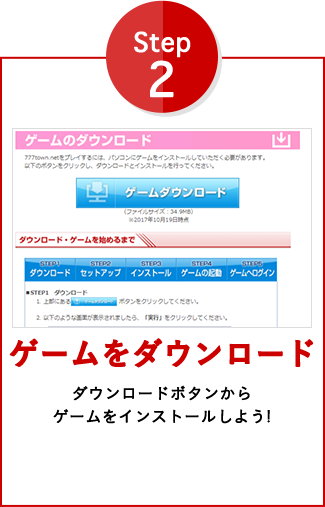 Step
2
ゲームのダウンロード
777town.netをプレイするには、パソコンにゲームをインストールしていただく必要があります。
以下のボタンをクリックし、ダウンロードとインストールを行ってください。
ゲームダウンロード
(ファイルサイズ：34.9MB)
※2017年10月19日時点
ダウンロード・ゲームを始めるまで
STEP1 STEP2 STEP3 STEP4 STEP5
ダウンロード セットアップ インストール ゲームの起動 ゲームへログイン
■STEP1 ダウンロード
1. 上部にある ボタンをクリックしてください。
2. 以下のような画面が表示されましたら、「実行」をクリックしてください。
ゲームをダウンロード
ダウンロードボタンから
ゲームをインストールしよう!